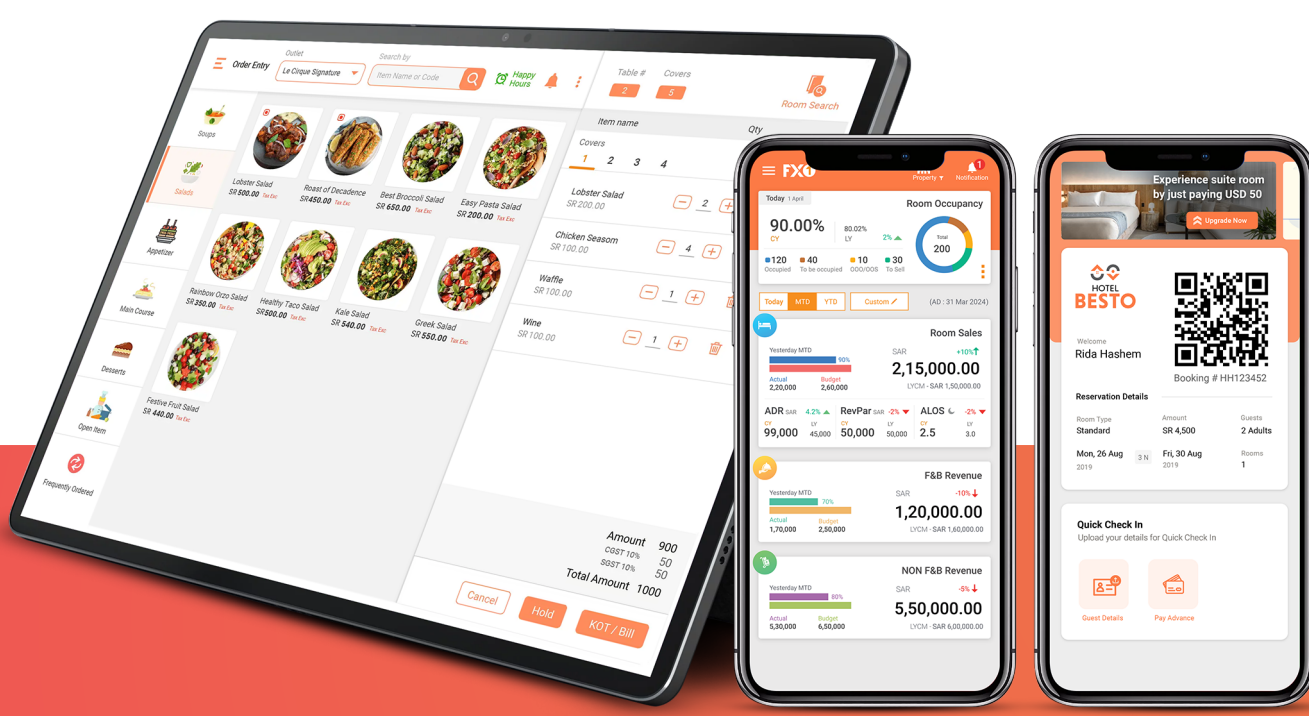 Order Entry
Outlet
Le Cirque Signature
Search by
Item Name or Code
Happy
Hours
Table #
Covers
2
5
Room Search
Soups
Salads
Appetizer
Main Course
Desserts
Open Item
Frequently Ordered
Lobster Salad
SR 500.00 Tax Exc
Roast of Decadence
SR 450.00 Tax Exc
Best Broccoli Salad
SR 650.00 Tax Exc
Easy Pasta Salad
SR 200.00 Tax Exc
Rainbow Orzo Salad
SR 350.00 Tax Exc
Healthy Taco Salad
SR 500.00 Tax Exc
Kale Salad
SR 540.00 Tax Exc
Greek Salad
SR 550.00 Tax Exc
Festive Fruit Salad
SR 440.00 Tax Exc
Item name
Qty
Covers
1 2 3 4
Lobster Salad
SR 200.00
2
Chicken Seasom
SR 100.00
4
Waffle
SR 100.00
1
Wine
SR 100.00
1
Amount 900
CGST 10% 50
SGST 10% 50
Total Amount 1000
Cancel
Hold
KOT / Bill
FX1
Property
Notification
1
Today 1 April
Room Occupancy
90.00%
CY
80.02%
LY
2%
Total
200
120
Occupied
40
To be occupied
10
OOO/OOS
30
To Sell
Today MTD YTD
Custom
(AD : 31 Mar 2024)
Room Sales
Yesterday MTD
90%
SAR
+10%
2,15,000.00
LYCM - SAR 1,50,000.00
Actual
2,20,000
Budget
2,60,000
ADR SAR 4.2%
CY
99,000
LY
45,000
RevPar SAR -2%
CY
50,000
LY
50,000
ALOS -2%
CY
2.5
LY
3.0
F&B Revenue
Yesterday MTD
70%
SAR
-10%
1,20,000.00
LYCM - SAR 1,60,000.00
Actual
1,70,000
Budget
2,50,000
NON F&B Revenue
Yesterday MTD
80%
SAR
-5%
5,50,000.00
LYCM - SAR 6,00,000.00
Actual
5,30,000
Budget
6,50,000
Experience suite room
by just paying USD 50
Upgrade Now
HOTEL
BESTO
Welcome
Rida Hashem
Booking # HH123452
Reservation Details
Room Type
Standard
Amount
SR 4,500
Guests
2 Adults
Mon, 26 Aug
2019
3 N
Fri, 30 Aug
2019
Rooms
1
Quick Check In
Upload your details for Quick Check In
Guest Details
Pay Advance